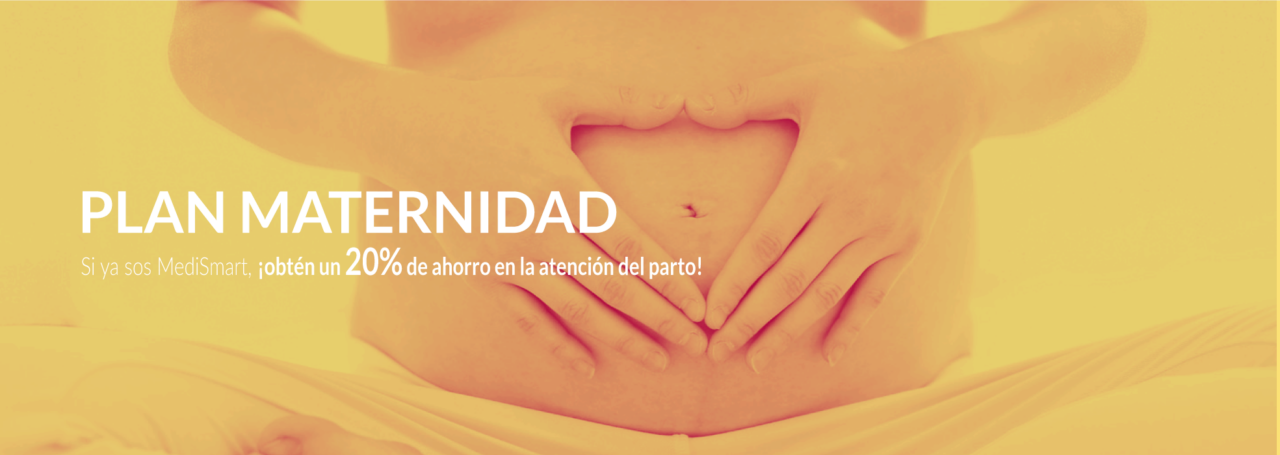 PLAN MATERNIDAD
Si ya sos MediSmart, ¡obtén un 20% de ahorro en la atención del parto!